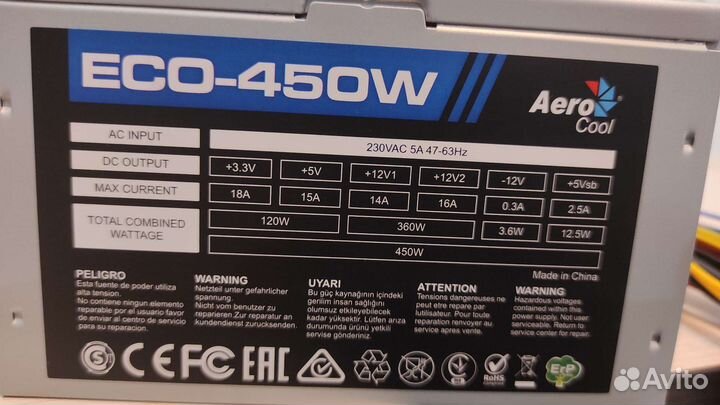 ECO-450W
Aero
Cool
AC INPUT 230VAC 5A 47-63Hz
DC OUTPUT +3.3V +5V +12V1 +12V2 -12V +5Vsb
MAX CURRENT 18A 15A 14A 16A 0.3A 2.5A
TOTAL COMBINED WATTAGE 120W 360W 3.6W 12.5W
450W
Made in China
PELIGRO
Esta fuente de poder utiliza
alta tension.
No contiene ningun elemento
reparable por el usuario favor
de enviar al centro de servicio
para su reparación.
WARNING
Netzteil unter gefahrlicher
spannung.
Nicht vom benutzer zu
reparieren.Zur reparatur an
kundendienst zurucksenden.
UYARI
Bu güç kaynağının içindeki
gerilim insan sağlığını
olumsuz etkileyebilecek
kadar yüksektir. Lütfen arıza
durumunda ürünü yetkili
servise gönderiniz.
ATTENTION
Tensions dangereuses ne
peut etre repare par
l'utilisateur. Pour toute
reparation renvoyer au
service apres vente.
WARNING
Hazardous voltages
contained within this
power supply. Not user
serviceable. Return to
service center for repair.
S CE FC EAC
RoHS
ErP
Avito